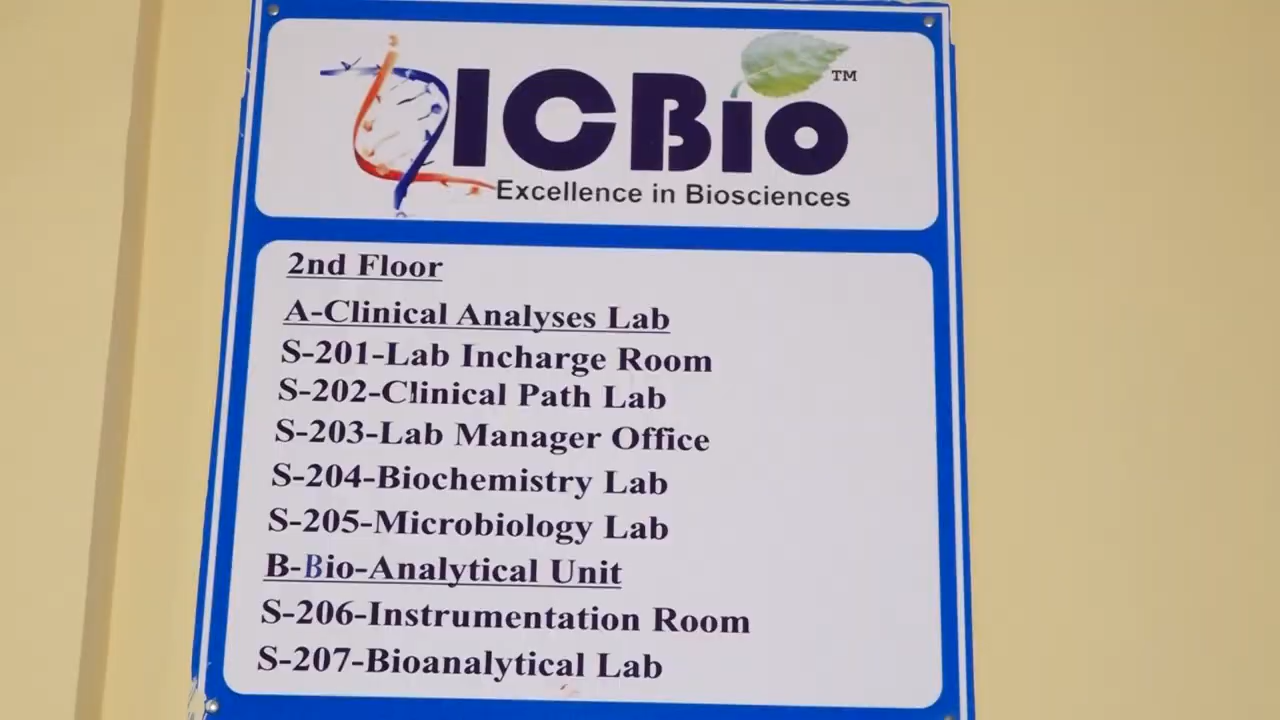 ICBio
TM
Excellence in Biosciences
2nd Floor
A-Clinical Analyses Lab
S-201-Lab Incharge Room
S-202-Clinical Path Lab
S-203-Lab Manager Office
S-204-Biochemistry Lab
S-205-Microbiology Lab
B-Bio-Analytical Unit
S-206-Instrumentation Room
S-207-Bioanalytical Lab